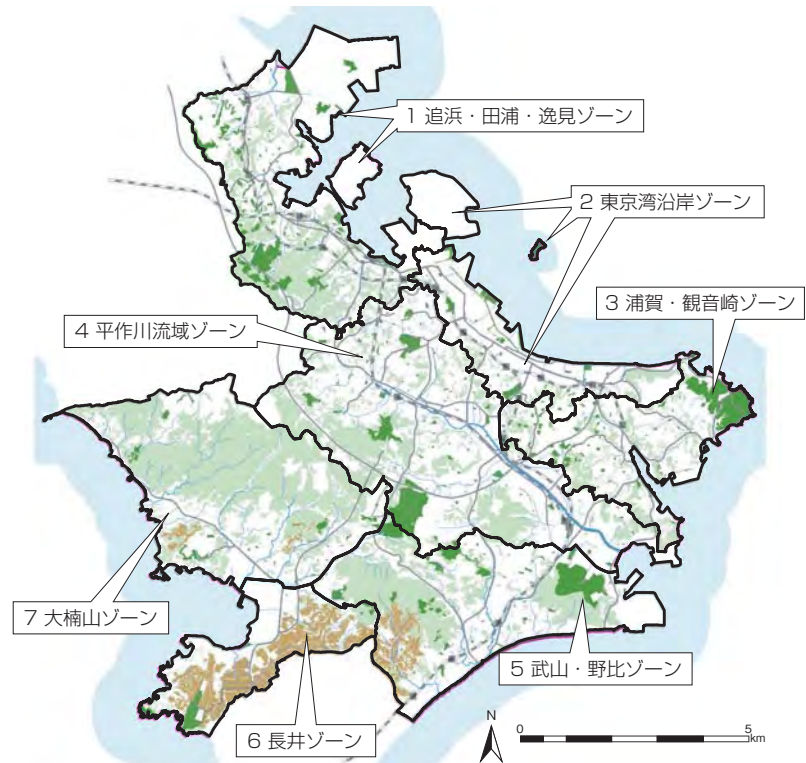 1 追浜・田浦・逸見ゾーン
2 東京湾沿岸ゾーン
3 浦賀・観音崎ゾーン
4 平作川流域ゾーン
7 大楠山ゾーン
5 武山・野比ゾーン
6 長井ゾーン
N
0 5
km